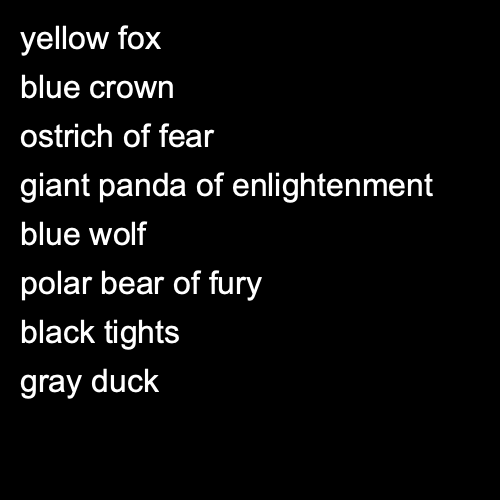 yellow fox
blue crown
ostrich of fear
giant panda of enlightenment
blue wolf
polar bear of fury
black tights
gray duck